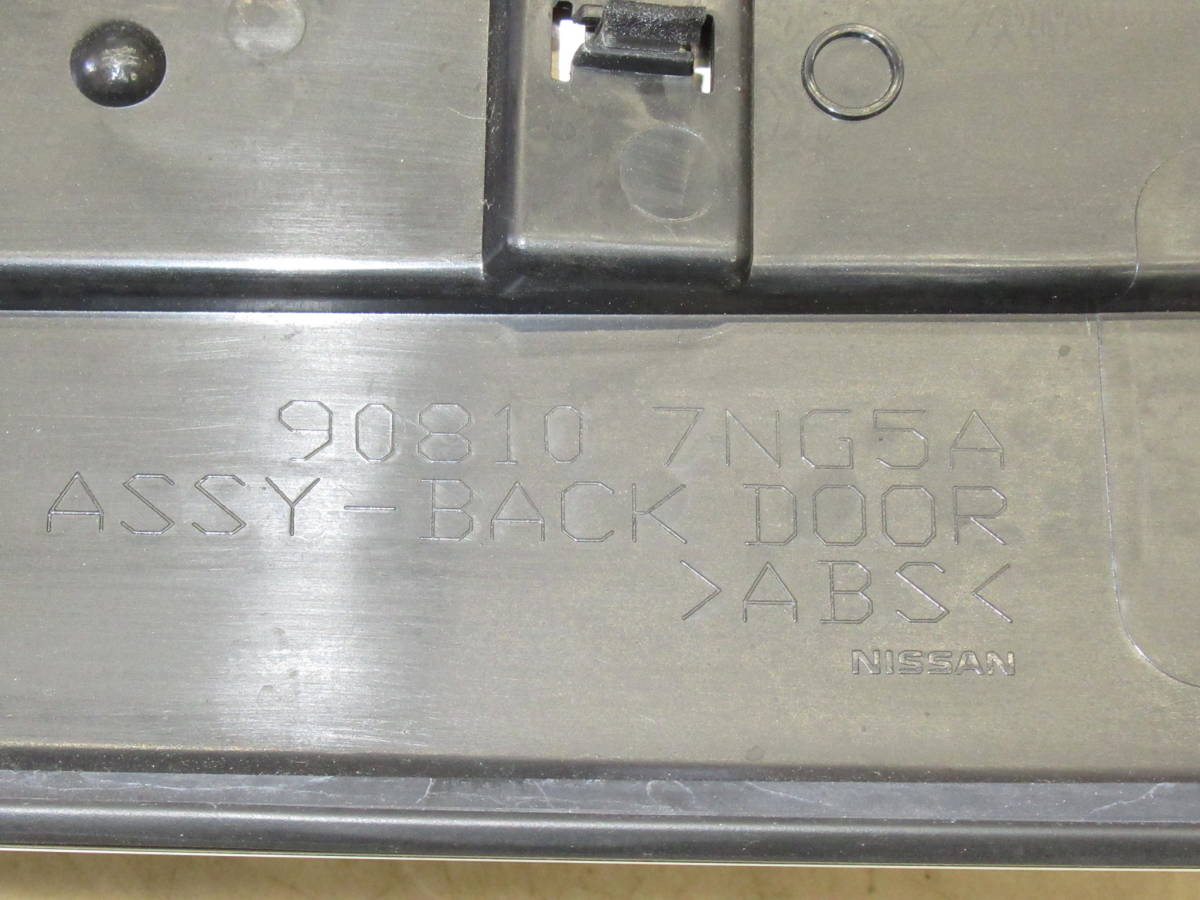 90810 7NG5A
ASSY-BACK DOOR
>ABS<
NISSAN